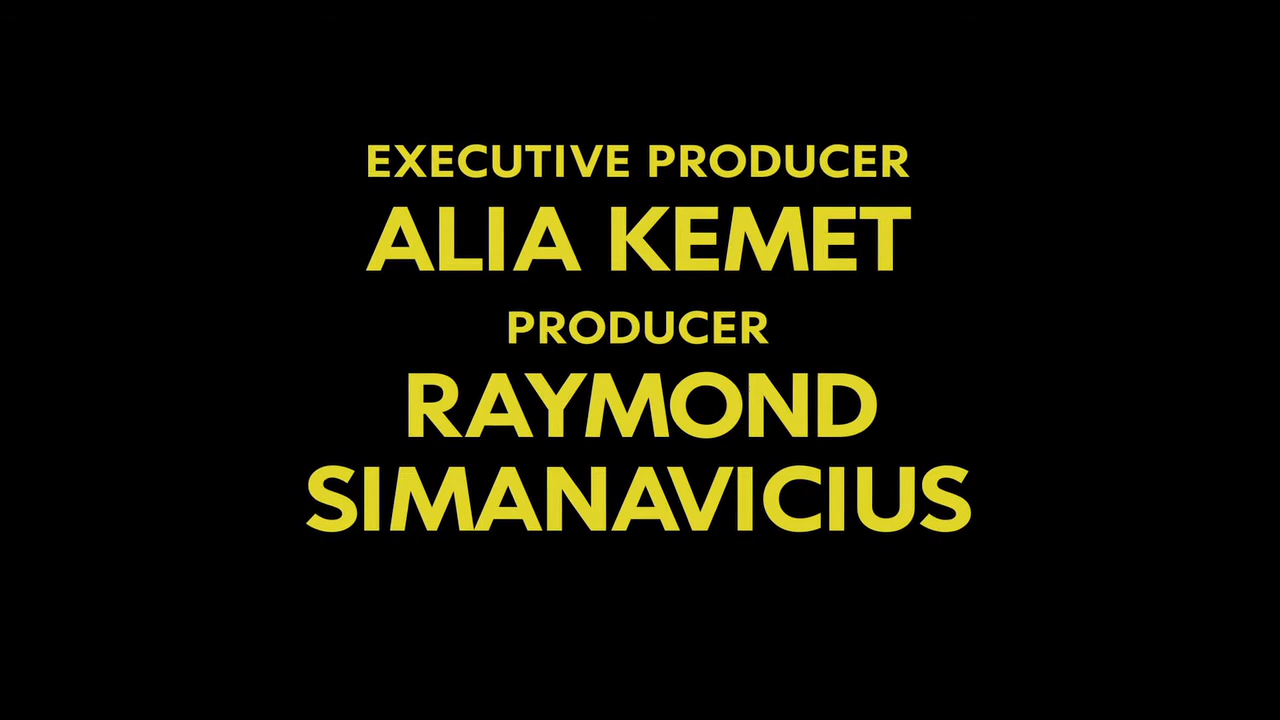 EXECUTIVE PRODUCER
ALIA KEMET
PRODUCER
RAYMOND
SIMANAVICIUS